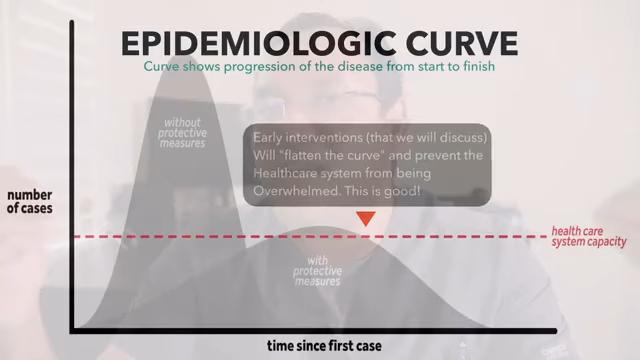 EPIDEMIOLOGIC CURVE
Curve shows progression of the disease from start to finish
without
protective
measures
Early interventions (that we will discuss)
Will "flatten the curve" and prevent the
Healthcare system from being
Overwhelmed. This is good!
number
of cases
health care
system capacity
with
protective
measures
time since first case